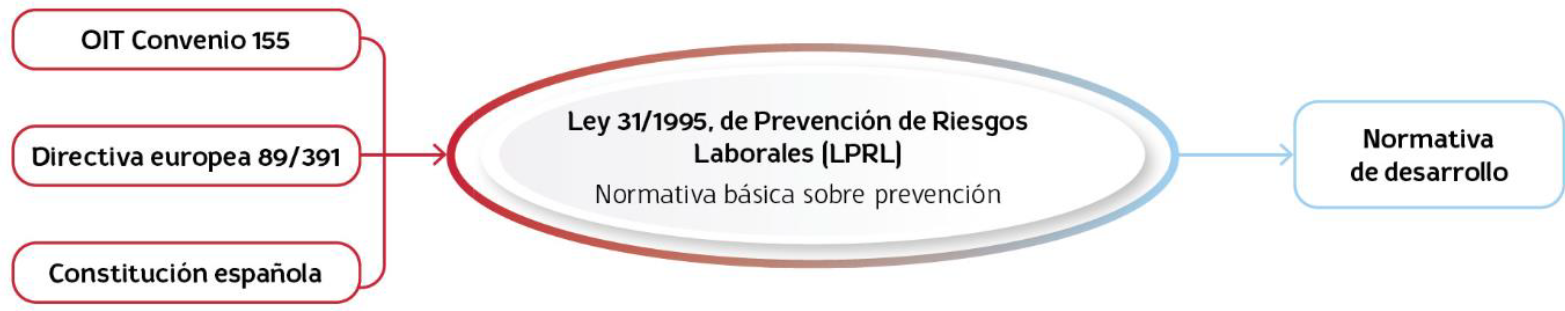 OIT Convenio 155
Directiva europea 89/391
Constitución española
Ley 31/1995, de Prevención de Riesgos
Laborales (LPRL)
Normativa básica sobre prevención
Normativa
de desarrollo